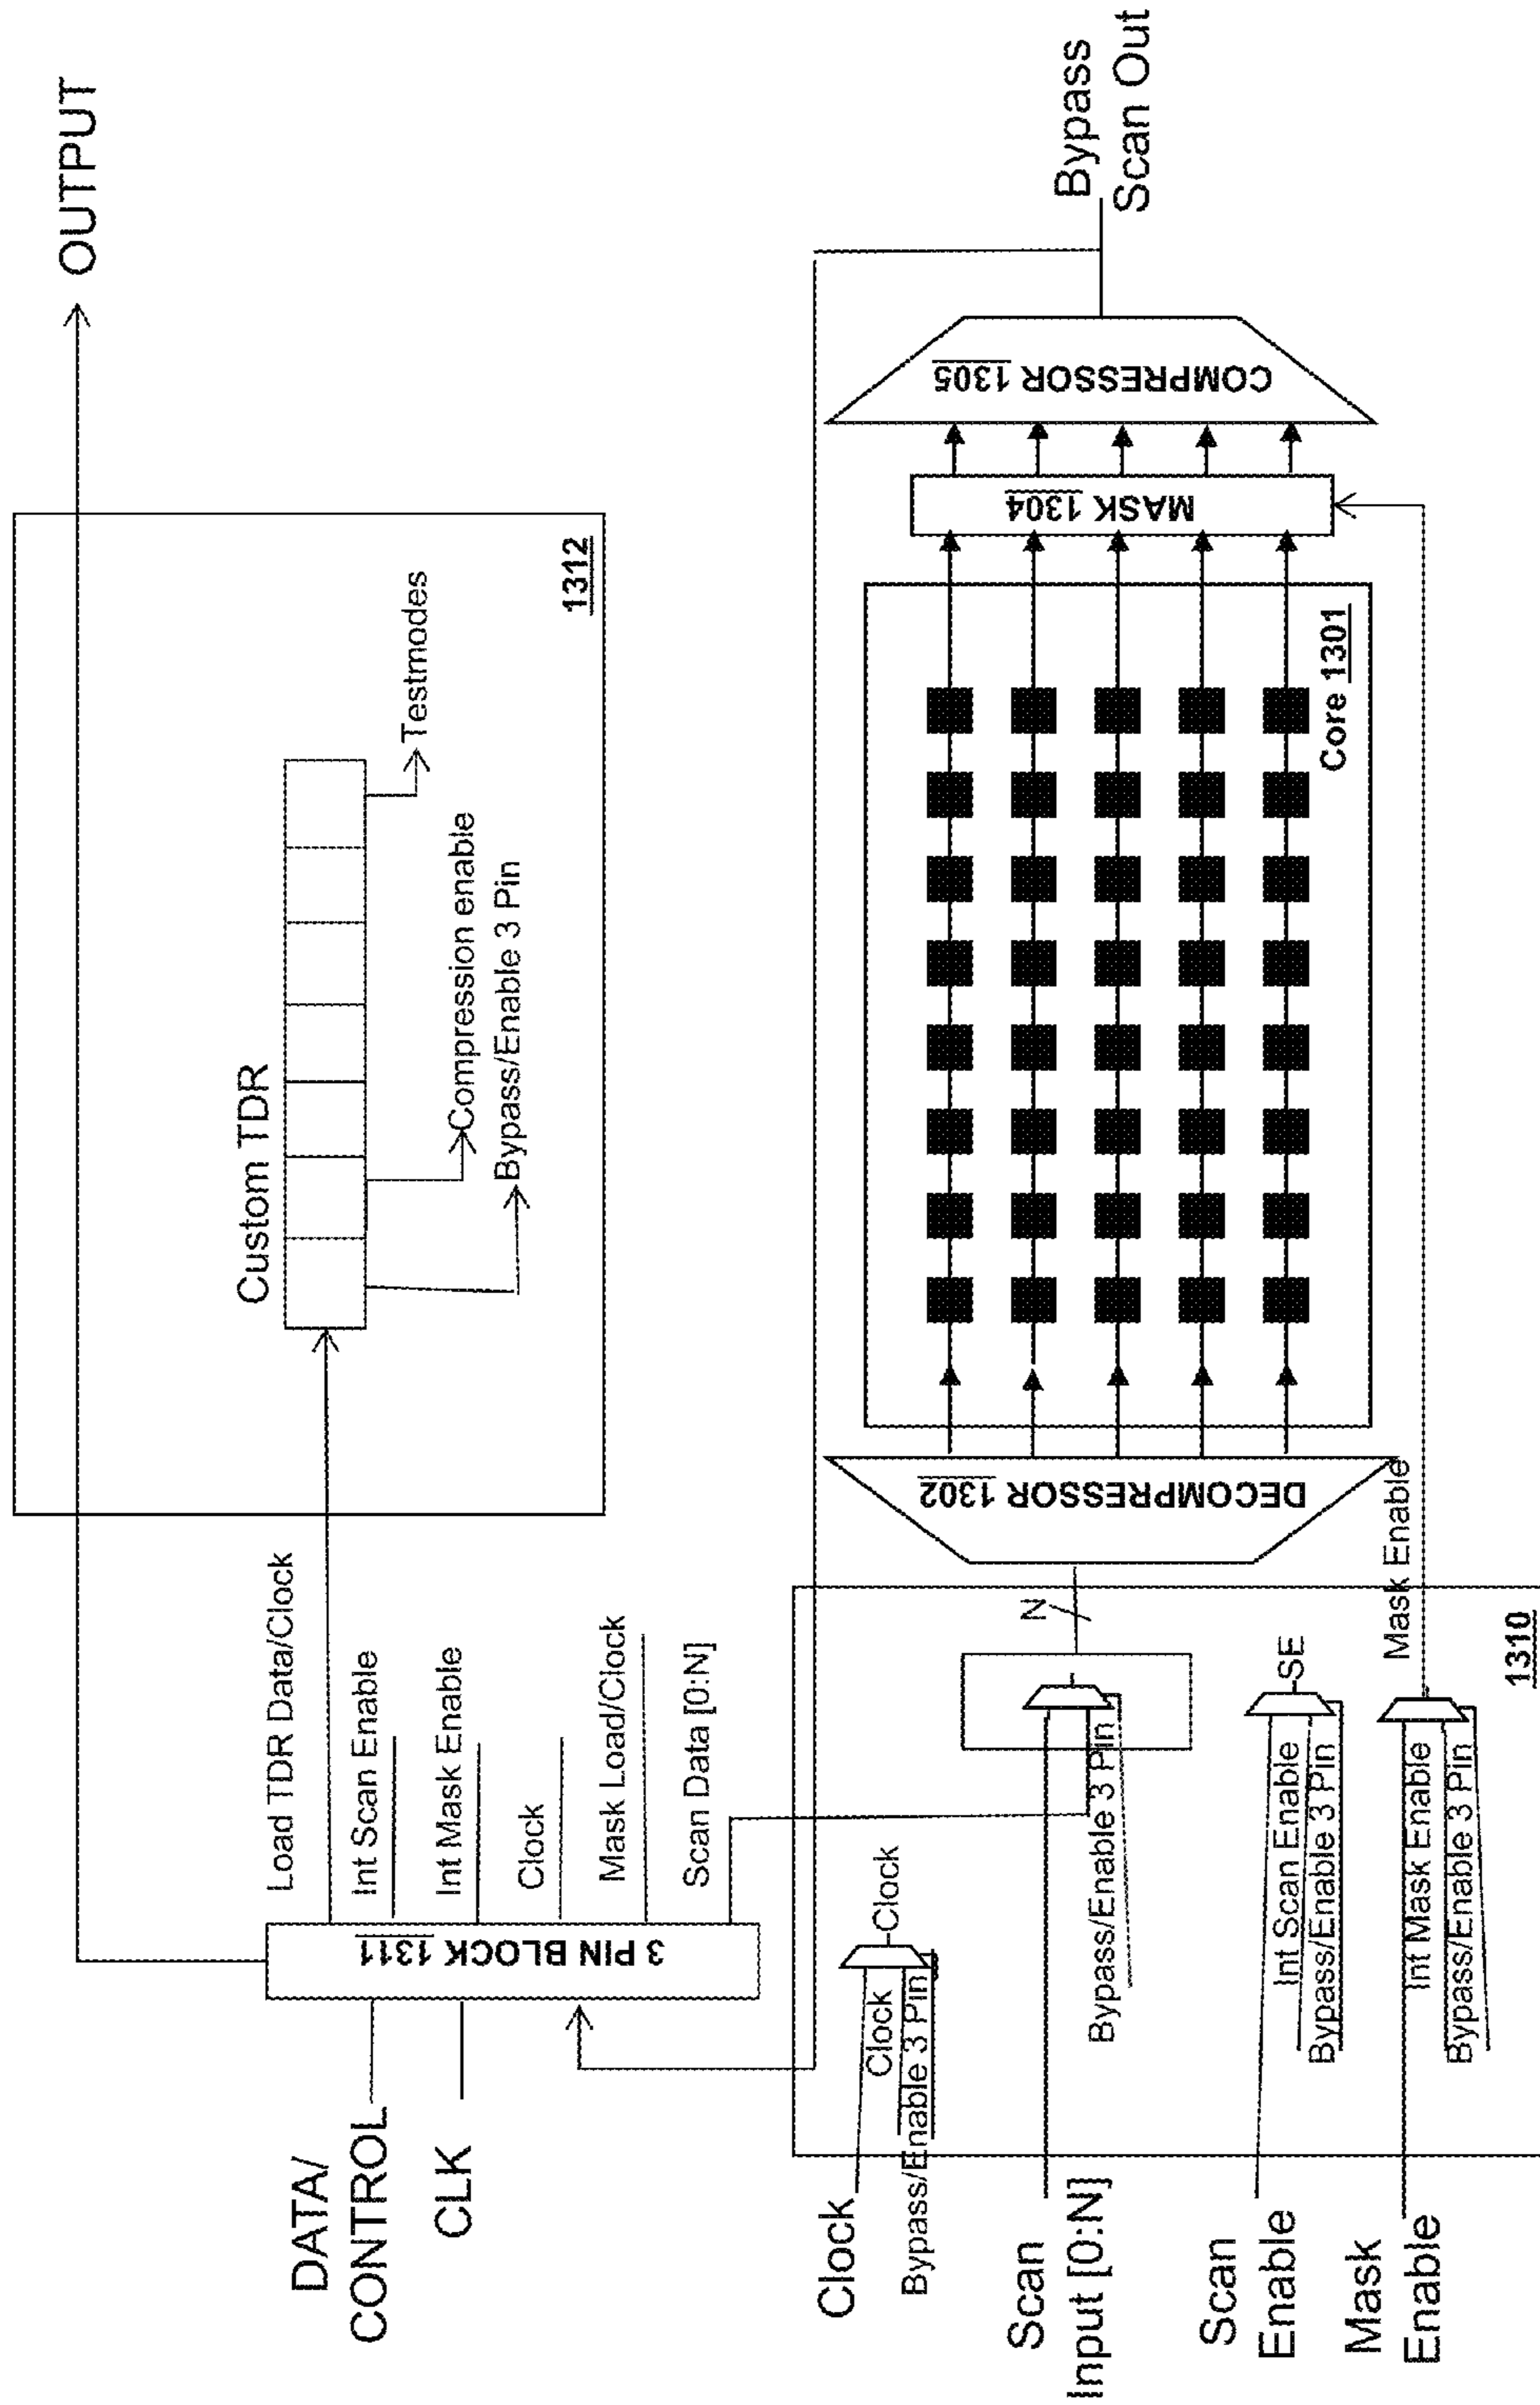 OUTPUT
1312
Custom TDR
Testmodes
Compression enable
Bypass/Enable 3 Pin
Load TDR Data/Clock
Int Scan Enable
Int Mask Enable
Clock
Mask Load/Clock
Scan Data [0:N]
3 PIN BLOCK 1311
DATA/
CONTROL
CLK
Bypass
Scan Out
COMPRESSOR 1305
MASK 1304
Core 1301
DECOMPRESSOR 1302
Mask Enable
N
1310
Clock
Clock
Clock
Bypass/Enable 3 Pin
Scan
Input [0:N]
Bypass/Enable 3 Pin
Scan
Enable
Int Scan Enable
Bypass/Enable 3 Pin
SE
Mask
Enable
Int Mask Enable
Bypass/Enable 3 Pin